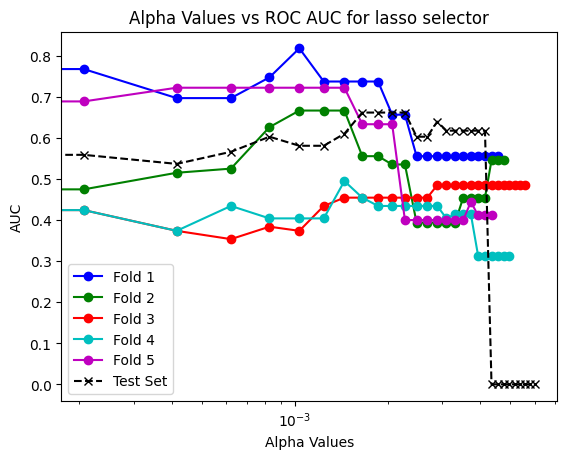 Alpha Values vs ROC AUC for lasso selector
AUC
0.8
0.7
0.6
0.5
0.4
0.3
0.2
0.1
0.0
Fold 1
Fold 2
Fold 3
Fold 4
Fold 5
Test Set
10⁻³
Alpha Values